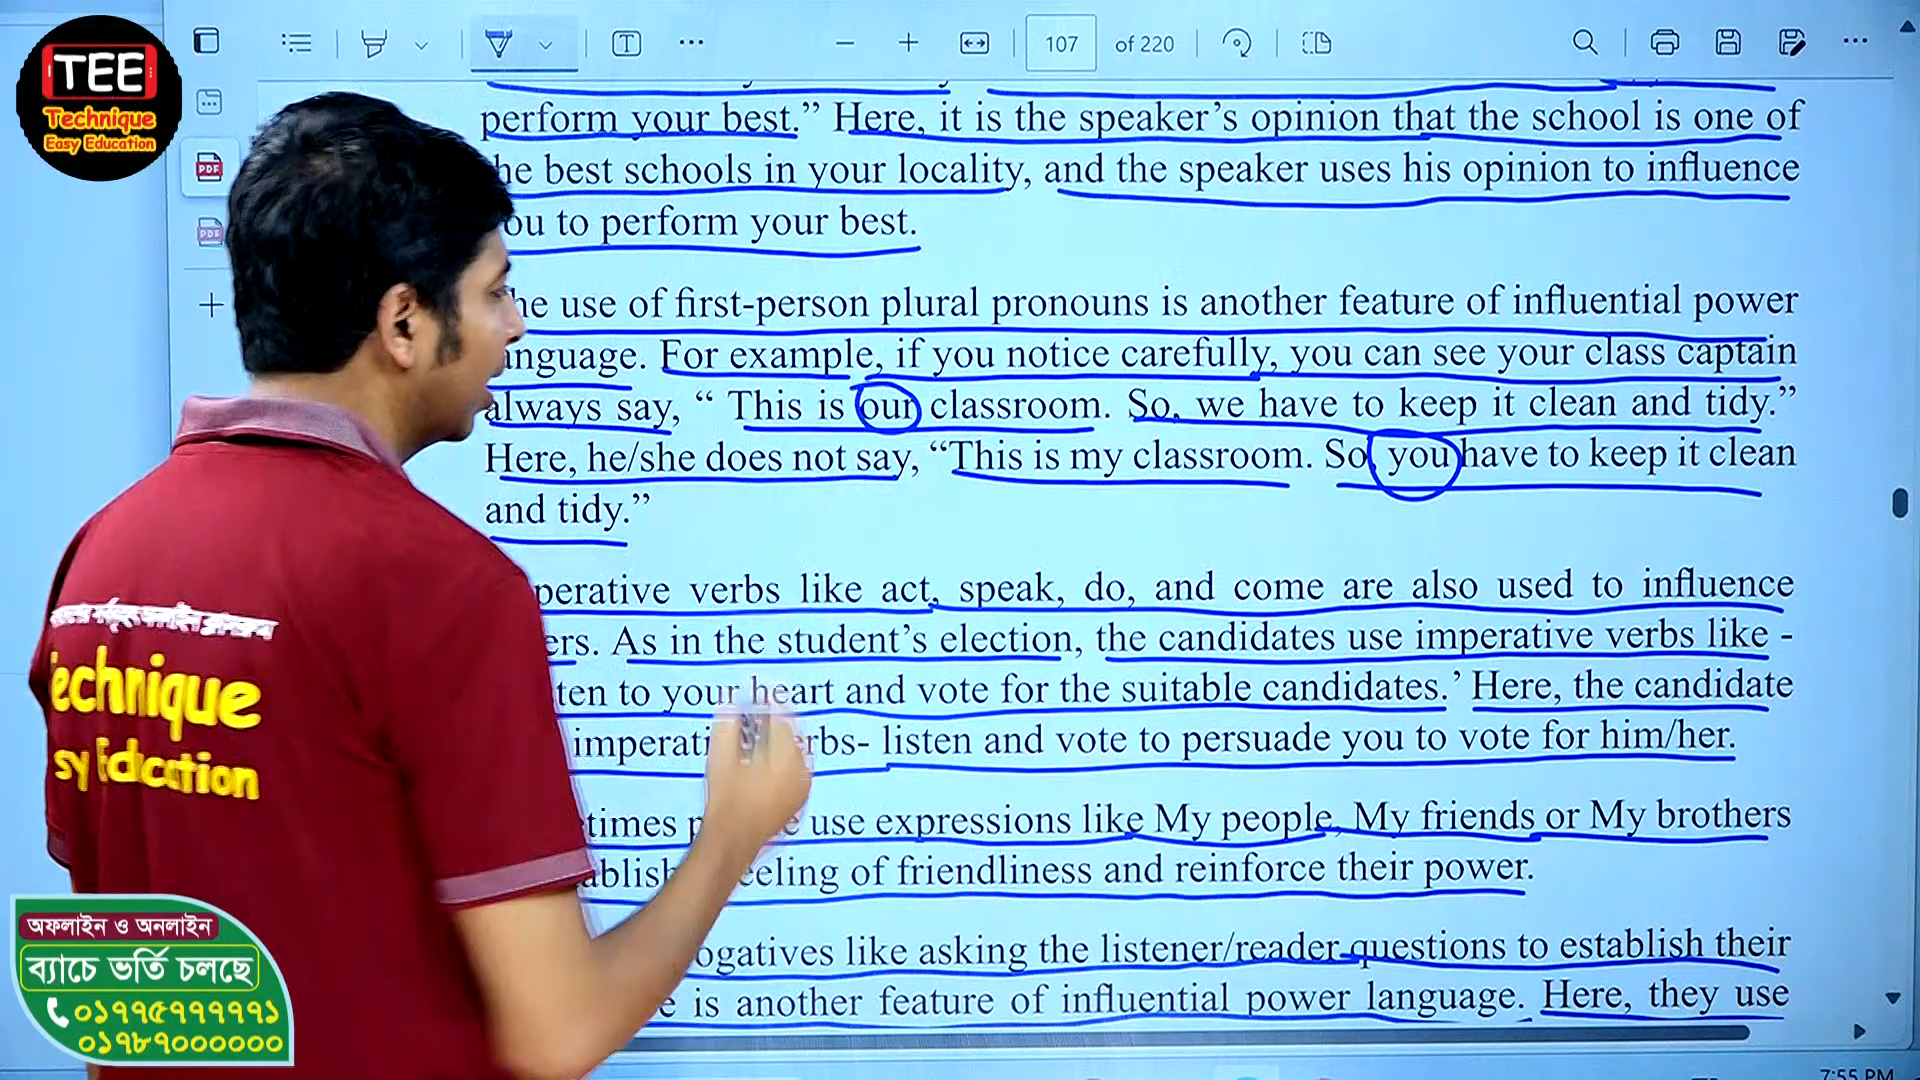 TEE
Technique
Easy Education
107 of 220
perform your best.” Here, it is the speaker’s opinion that the school is one of
he best schools in your locality, and the speaker uses his opinion to influence
ou to perform your best.
he use of first-person plural pronouns is another feature of influential power
anguage. For example, if you notice carefully, you can see your class captain
always say, “ This is our classroom. So, we have to keep it clean and tidy.”
Here, he/she does not say, “This is my classroom. So, you have to keep it clean
and tidy.”
perative verbs like act, speak, do, and come are also used to influence
ers. As in the student’s election, the candidates use imperative verbs like -
ten to your heart and vote for the suitable candidates.’ Here, the candidate
imperati rbs- listen and vote to persuade you to vote for him/her.
times p e use expressions like My people, My friends or My brothers
ablish eeling of friendliness and reinforce their power.
ogatives like asking the listener/reader questions to establish their
e is another feature of influential power language. Here, they use
Technique
sy Edcation
অফলাইন ও অনলাইন
ব্যাচে ভর্তি চলছে
০১৭৭৫৭৭৭৭৭১
০১৭৮৭০০০০০০
7:55 PM